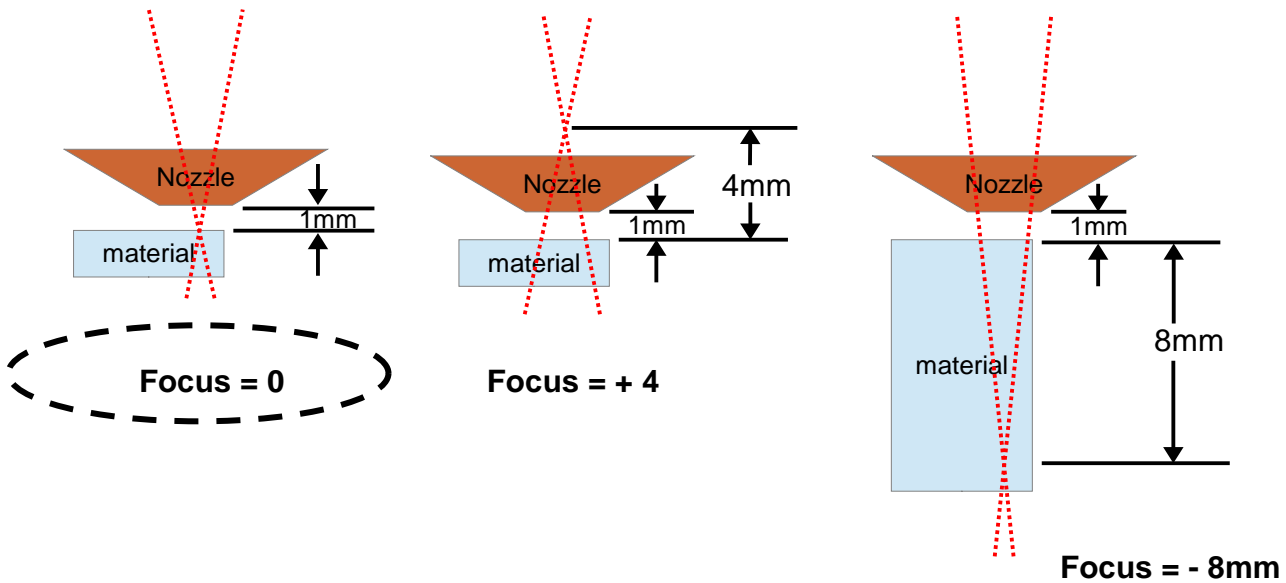 Nozzle
1mm
material
Focus = 0
Nozzle
4mm
1mm
material
Focus = + 4
Nozzle
1mm
8mm
material
Focus = - 8mm